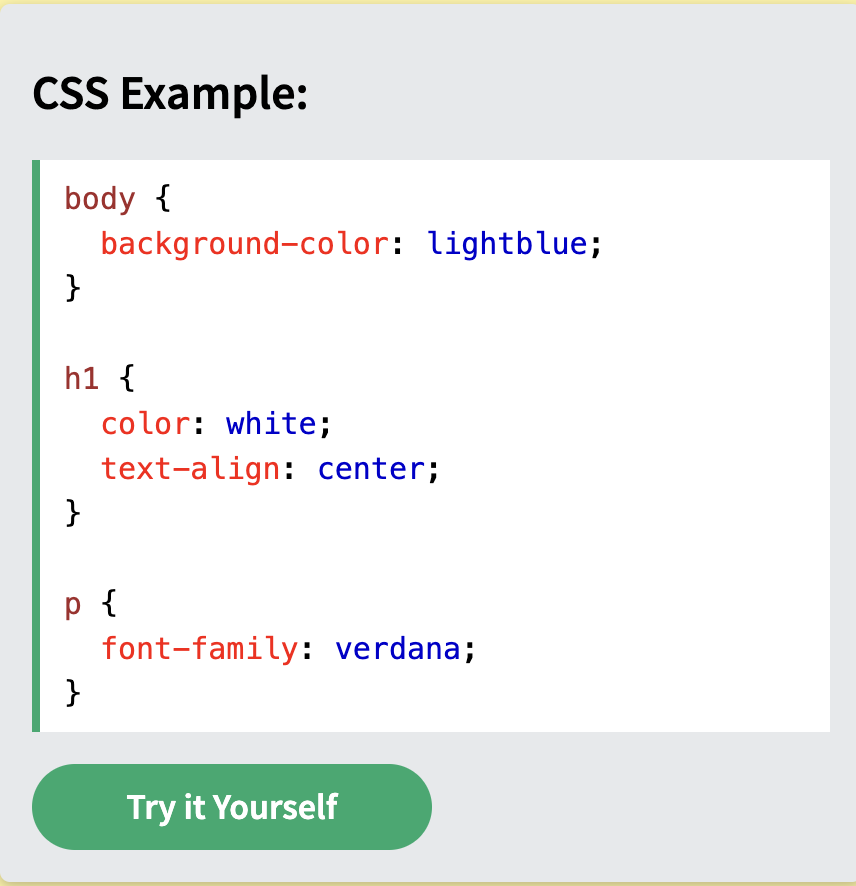 CSS Example:
body {
  background-color: lightblue;
}
h1 {
  color: white;
  text-align: center;
}
p {
  font-family: verdana;
}
Try it Yourself